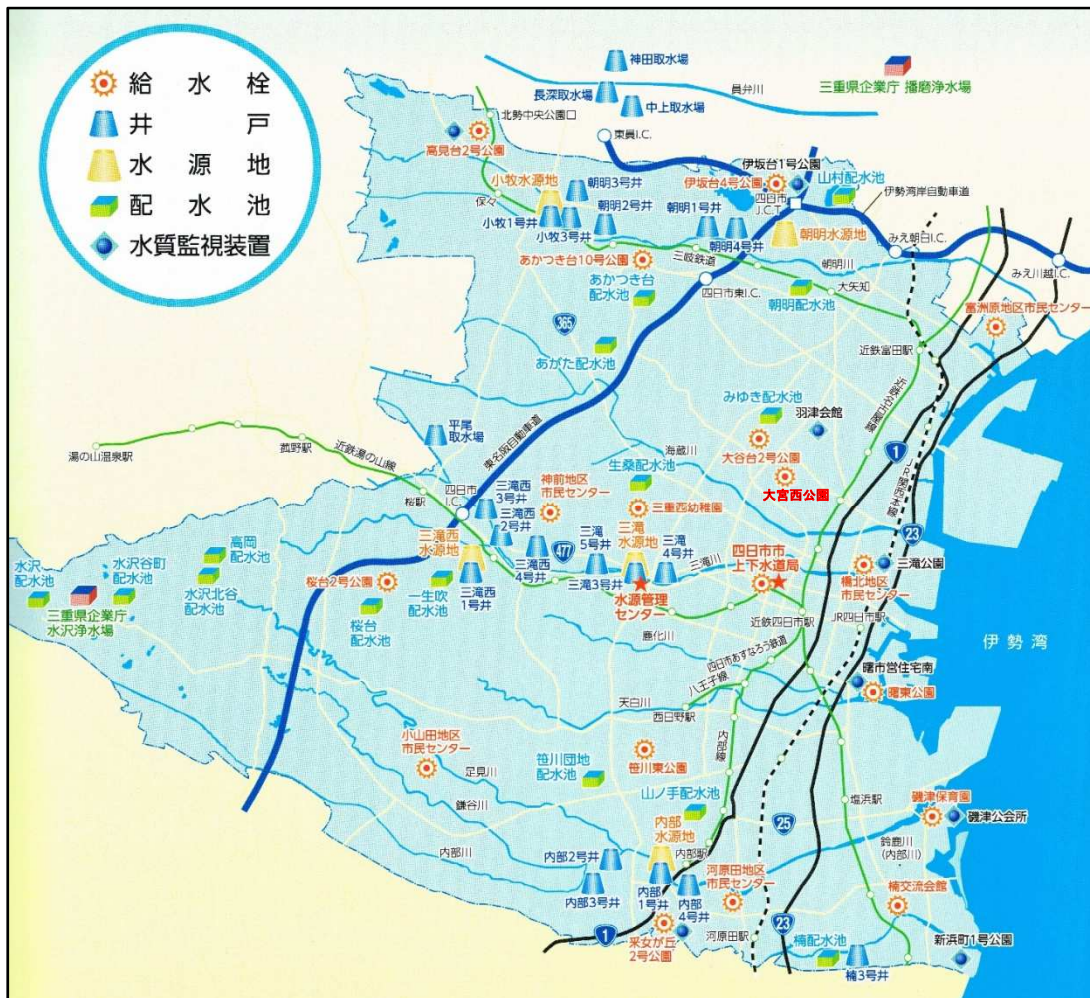 給水栓
井戸
水源地
配水池
水質監視装置
神田取水場
長深取水場
中上取水場
員弁川
三重県企業庁 播磨浄水場
北勢中央公園口
高見台2号公園
東員I.C.
伊坂台1号公園
伊坂台4号公園
山村配水池
四日市
J.C.T.
伊勢湾岸自動車道
小牧水源地
朝明3号井
保々
小牧1号井
朝明2号井
小牧3号井
朝明1号井
朝明4号井
朝明水源地
みえ朝日I.C.
みえ川越I.C.
あかつき台10号公園
三岐鉄道
朝明川
あかつき台
配水池
四日市東I.C.
朝明配水池
大矢知
富洲原地区市民センター
365
あがた配水池
近鉄富田駅
近鉄名古屋線
みゆき配水池
羽津会館
1
JR関西本線
平尾
取水場
東名阪自動車道
海蔵川
大谷台2号公園
湯の山温泉駅
菰野駅
近鉄湯の山線
生桑配水池
大宮西公園
桜駅
四日市
I.C.
三滝西
3号井
神前地区
市民センター
三滝西
2号井
三重西幼稚園
23
高岡
配水池
三滝西
水源地
三滝西
4号井
477
三滝
5号井
三滝
水源地
三滝
4号井
四日市市
上下水道局
三滝川
三滝公園
水沢
配水池
水沢谷町
配水池
水沢北谷
配水池
桜台2号公園
一生吹
配水池
三滝西
1号井
三滝3号井
水源管理
センター
橋北地区
市民センター
三重県企業庁
水沢浄水場
桜台
配水池
近鉄四日市駅
JR四日市駅
鹿化川
伊勢湾
四日市あすなろう鉄道
八王子線
曙市営住宅南
曙東公園
天白川
西日野駅
小山田地区
市民センター
内部線
足見川
笹川団地
配水池
笹川東公園
鎌谷川
山ノ手配水池
塩浜駅
磯津保育園
磯津公会所
25
内部川
内部2号井
内部
水源地
内部駅
鈴鹿川
(内部川)
内部3号井
内部
1号井
内部
4号井
河原田地区
市民センター
楠交流会館
1
采女が丘
2号公園
河原田駅
23
楠配水池
楠3号井
新浜町1号公園